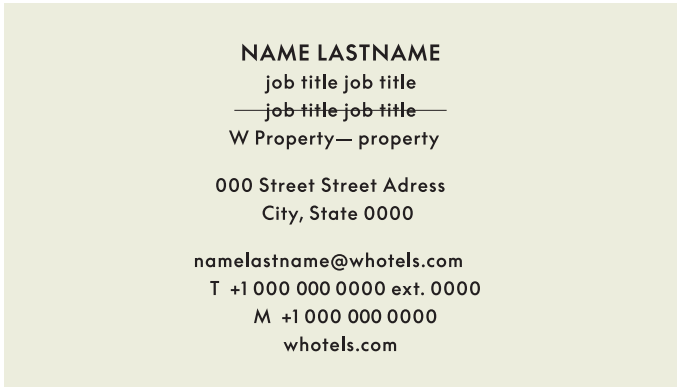 NAME LASTNAME
job title job title
job title job title
W Property— property
000 Street Street Adress
City, State 0000
namelastname@whotels.com
T +1 000 000 0000 ext. 0000
M +1 000 000 0000
whotels.com